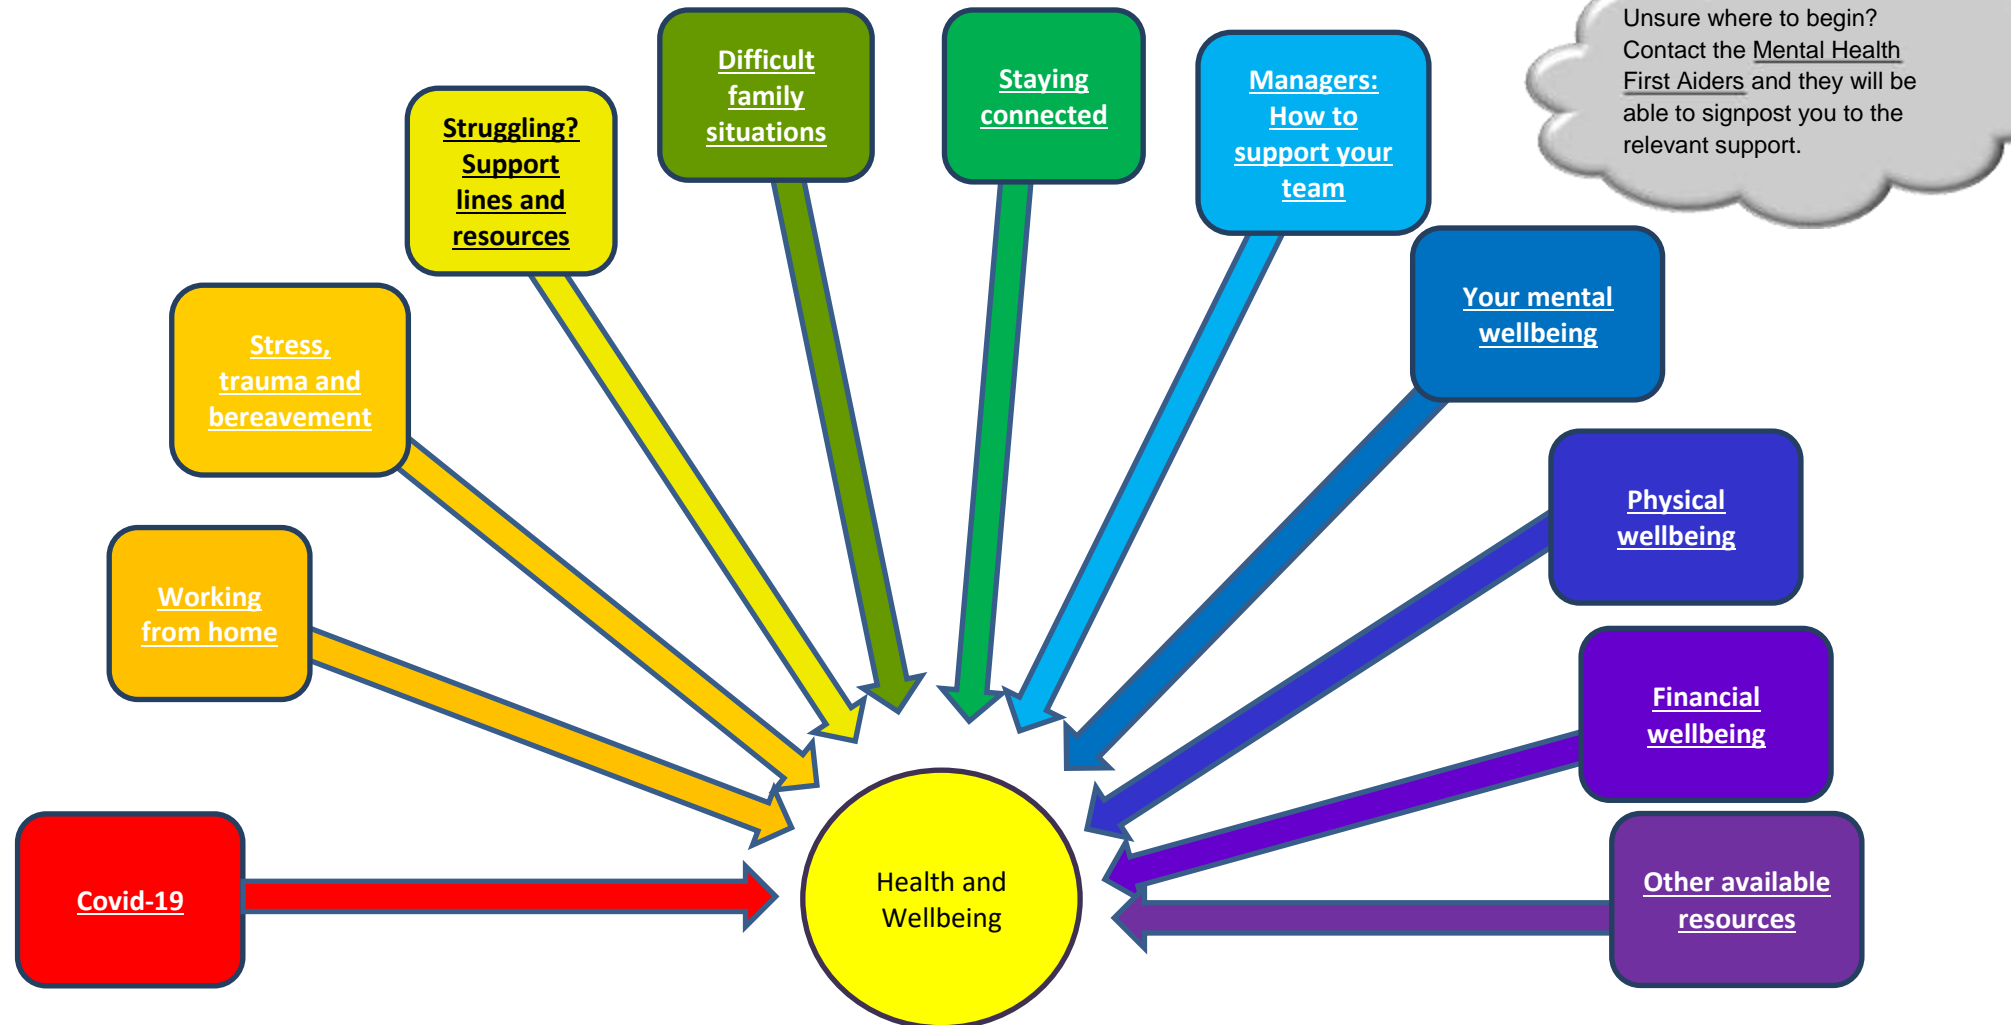 Unsure where to begin?
Contact the Mental Health
First Aiders and they will be
able to signpost you to the
relevant support.
Difficult
family
situations
Staying
connected
Managers:
How to
support your
team
Struggling?
Support
lines and
resources
Your mental
wellbeing
Stress,
trauma and
bereavement
Physical
wellbeing
Working
from home
Financial
wellbeing
Covid-19
Health and
Wellbeing
Other available
resources